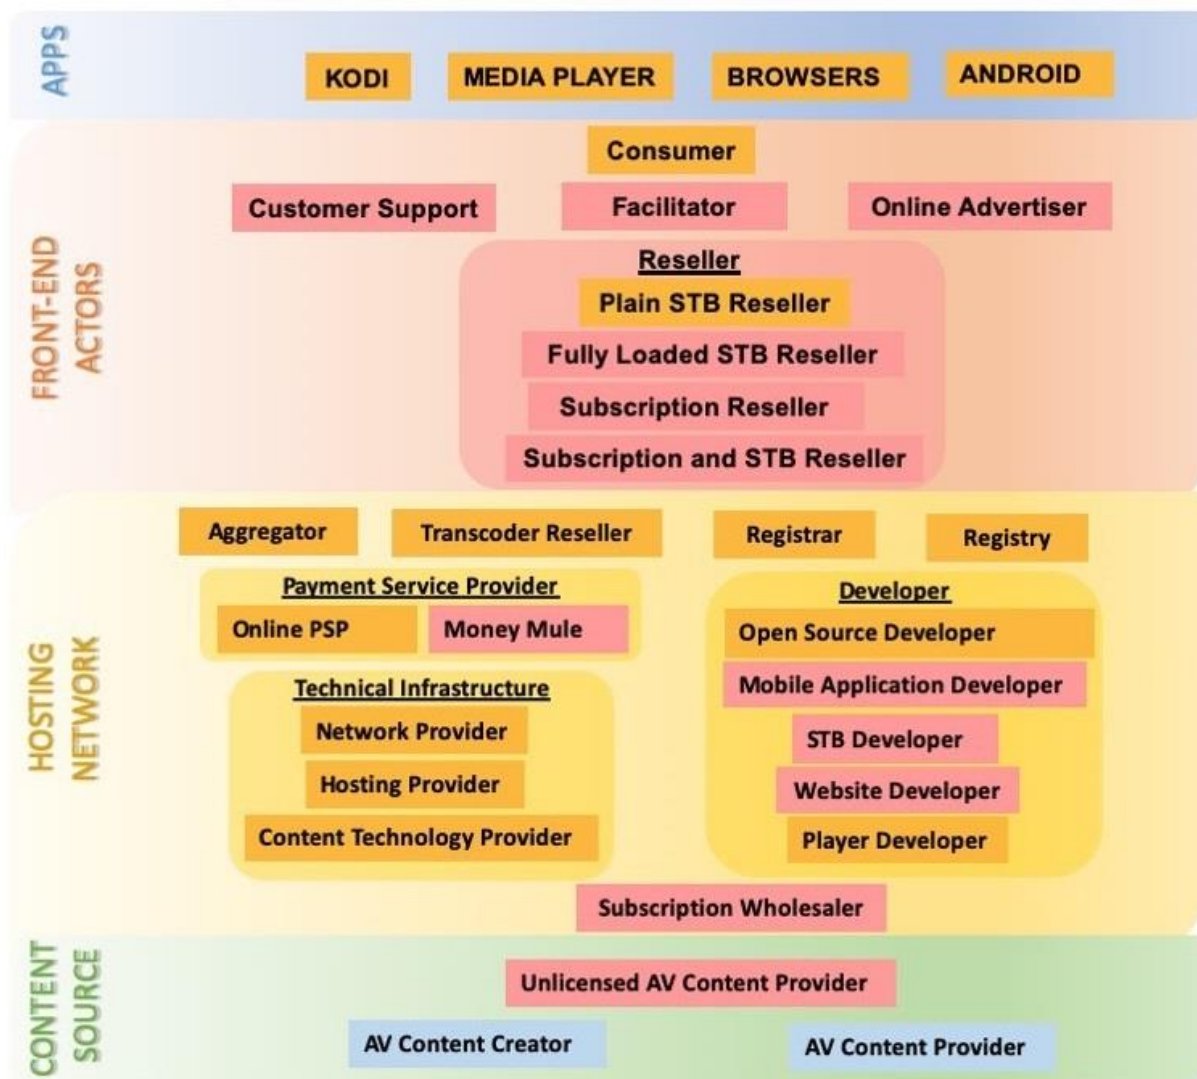 APPS
KODI
MEDIA PLAYER
BROWSERS
ANDROID
FRONT-END
ACTORS
Consumer
Customer Support
Facilitator
Online Advertiser
Reseller
Plain STB Reseller
Fully Loaded STB Reseller
Subscription Reseller
Subscription and STB Reseller
HOSTING
NETWORK
Aggregator
Transcoder Reseller
Registrar
Registry
Payment Service Provider
Online PSP
Money Mule
Technical Infrastructure
Network Provider
Hosting Provider
Content Technology Provider
Developer
Open Source Developer
Mobile Application Developer
STB Developer
Website Developer
Player Developer
Subscription Wholesaler
CONTENT
SOURCE
Unlicensed AV Content Provider
AV Content Creator
AV Content Provider